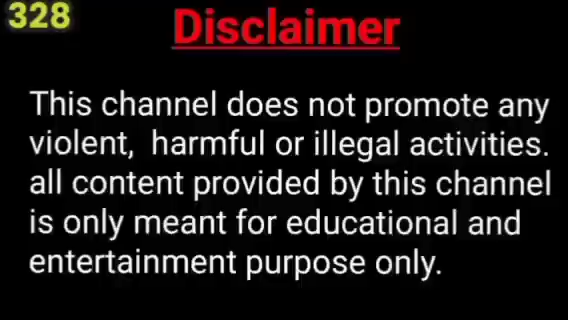 328
Disclaimer
This channel does not promote any
violent, harmful or illegal activities.
all content provided by this channel
is only meant for educational and
entertainment purpose only.